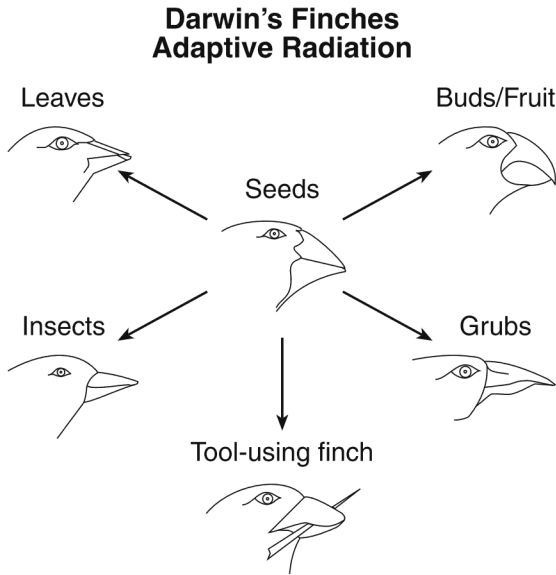 Darwin's Finches
Adaptive Radiation
Leaves
Buds/Fruit
Seeds
Insects
Grubs
Tool-using finch